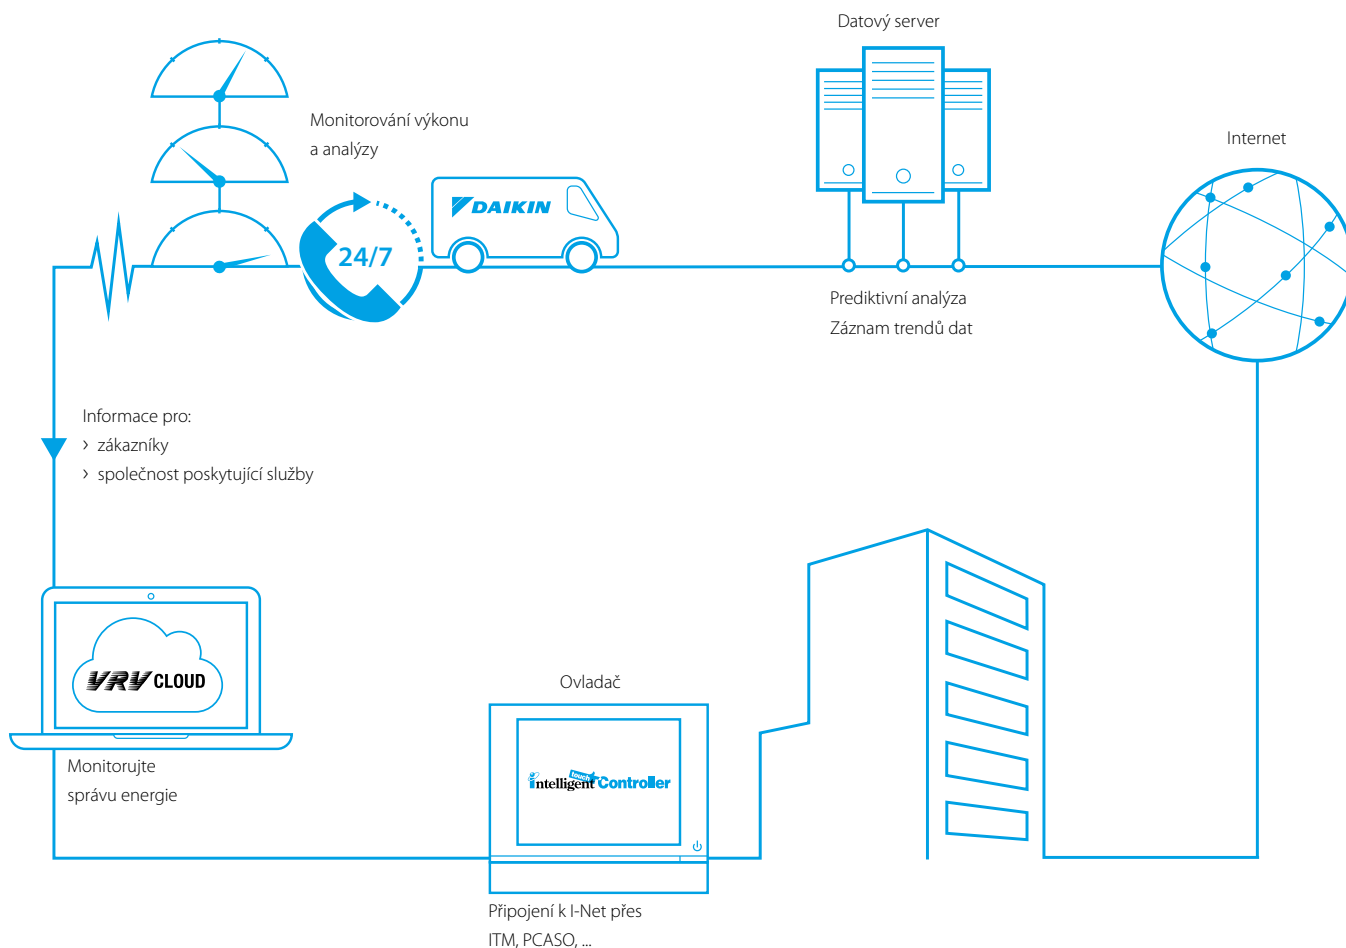 Datový server
Monitorování výkonu
a analýzy
Internet
DAIKIN
24/7
Prediktivní analýza
Záznam trendů dat
Informace pro:
› zákazníky
› společnost poskytující služby
VRV CLOUD
Monitorujte
správu energie
Ovladač
intelligent touch Controller
Připojení k I-Net přes
ITM, PCASO, ...